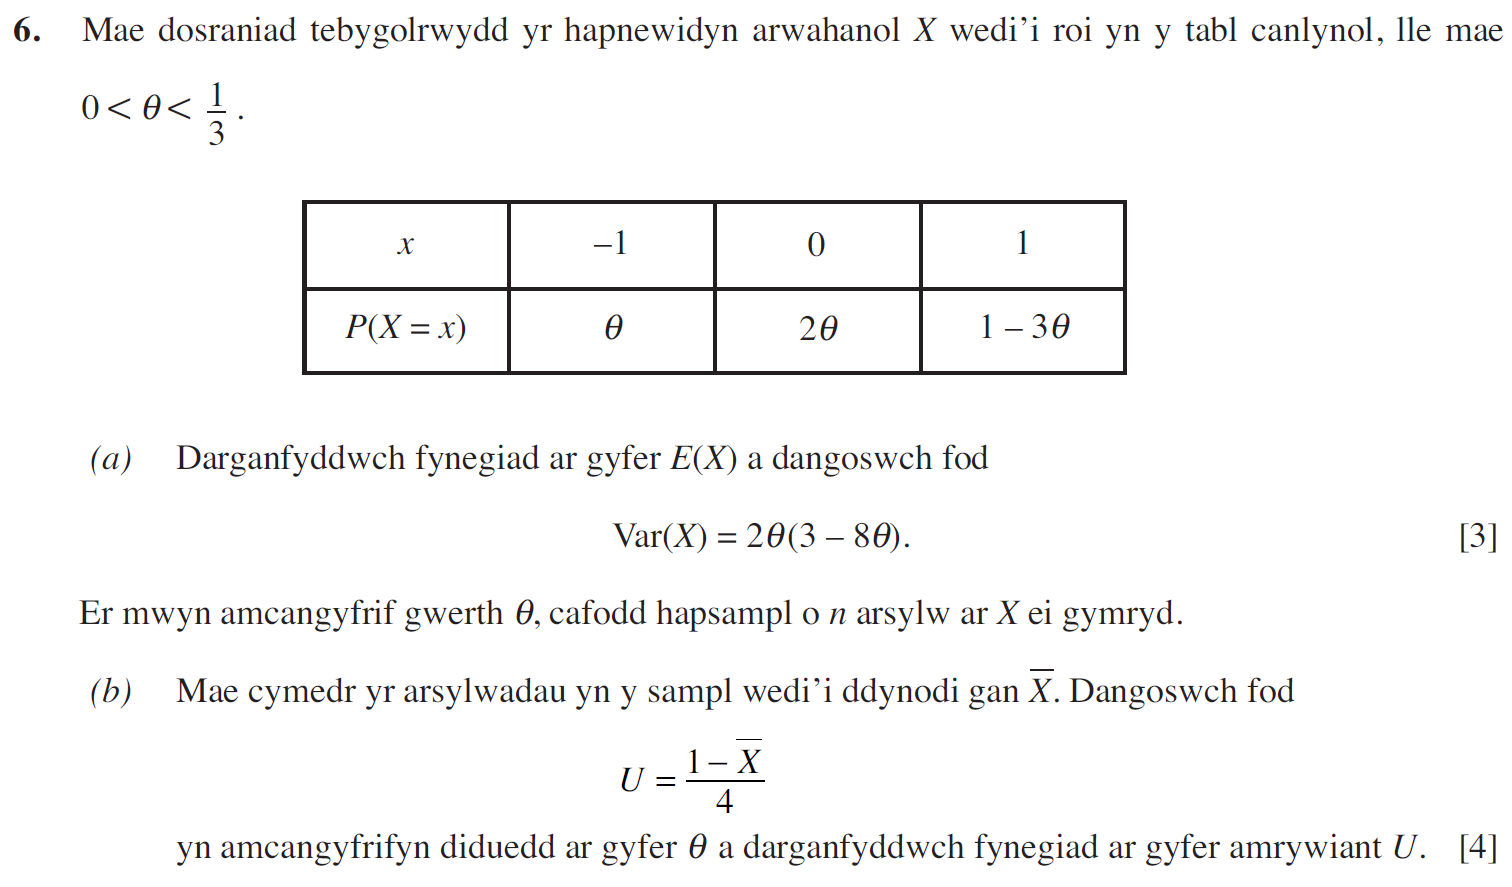 6. Mae dosraniad tebygolrwydd yr hapnewidyn arwahanol X wedi’i roi yn y tabl canlynol, lle mae
0 < θ < 1/3 .
x –1 0 1
P(X = x) θ 2θ 1 – 3θ
(a) Darganfyddwch fynegiad ar gyfer E(X) a dangoswch fod
Var(X) = 2θ(3 – 8θ). [3]
Er mwyn amcangyfrif gwerth θ, cafodd hapsampl o n arsylw ar X ei gymryd.
(b) Mae cymedr yr arsylwadau yn y sampl wedi’i ddynodi gan X̅. Dangoswch fod
U = (1 – X̅)/4
yn amcangyfrifyn diduedd ar gyfer θ a darganfyddwch fynegiad ar gyfer amrywiant U. [4]